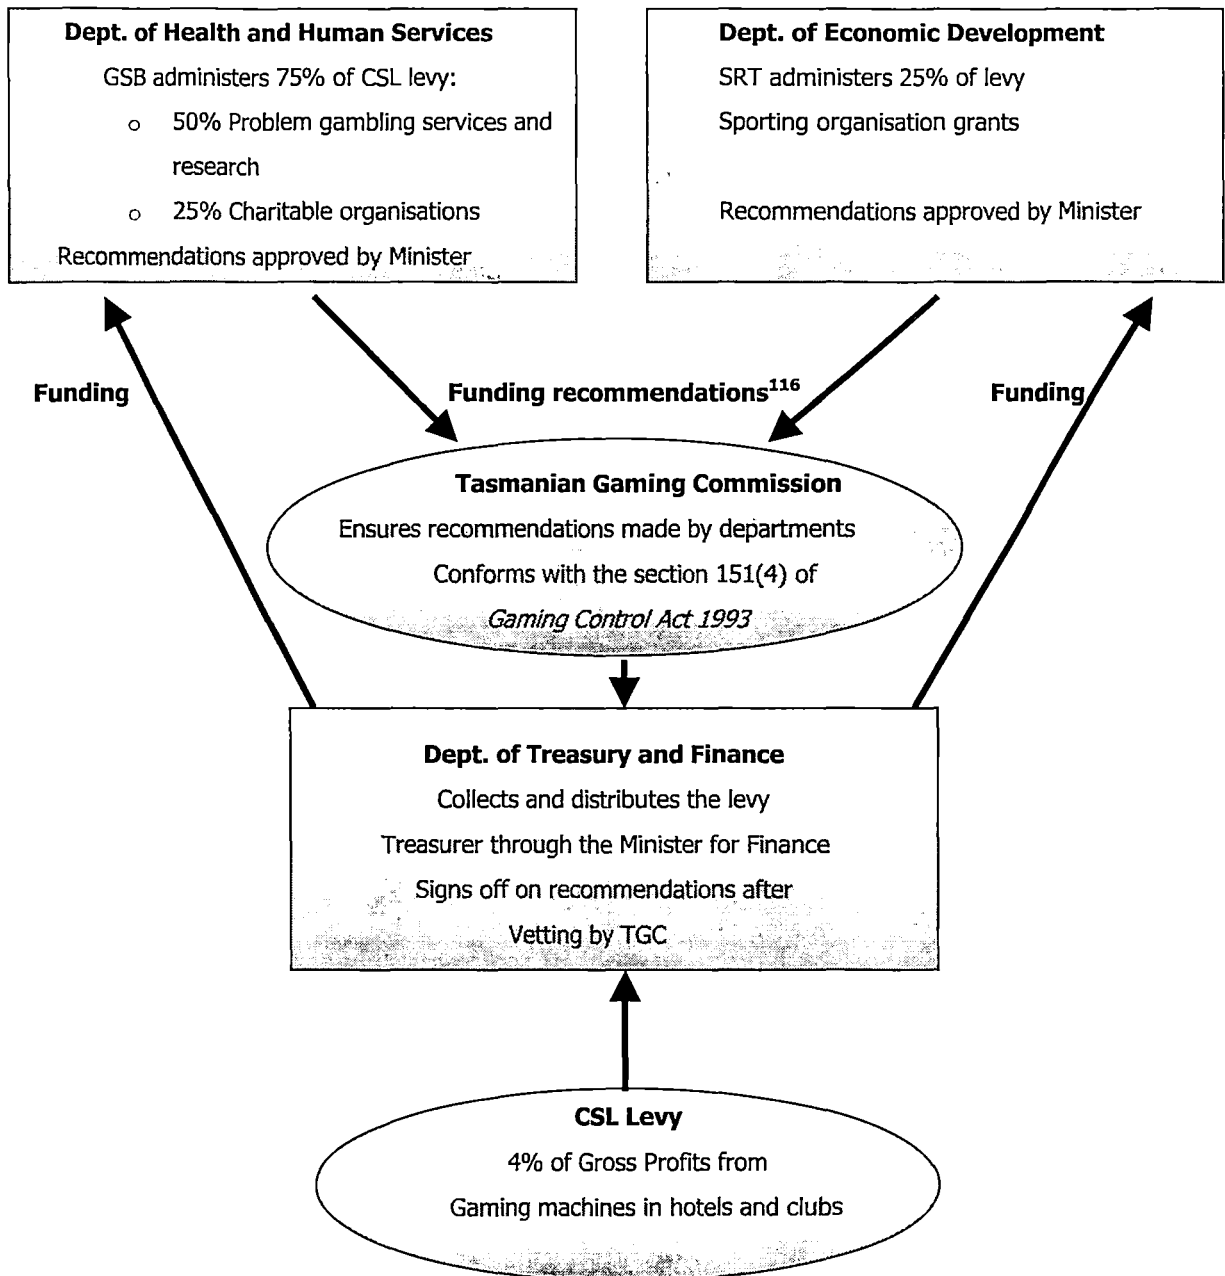 Dept. of Health and Human Services
GSB administers 75% of CSL levy:
o 50% Problem gambling services and
research
o 25% Charitable organisations
Recommendations approved by Minister
Dept. of Economic Development
SRT administers 25% of levy
Sporting organisation grants
Recommendations approved by Minister
Funding
Funding recommendations116
Funding
Tasmanian Gaming Commission
Ensures recommendations made by departments
Conforms with the section 151(4) of
Gaming Control Act 1993
Dept. of Treasury and Finance
Collects and distributes the levy
Treasurer through the Minister for Finance
Signs off on recommendations after
Vetting by TGC
CSL Levy
4% of Gross Profits from
Gaming machines in hotels and clubs